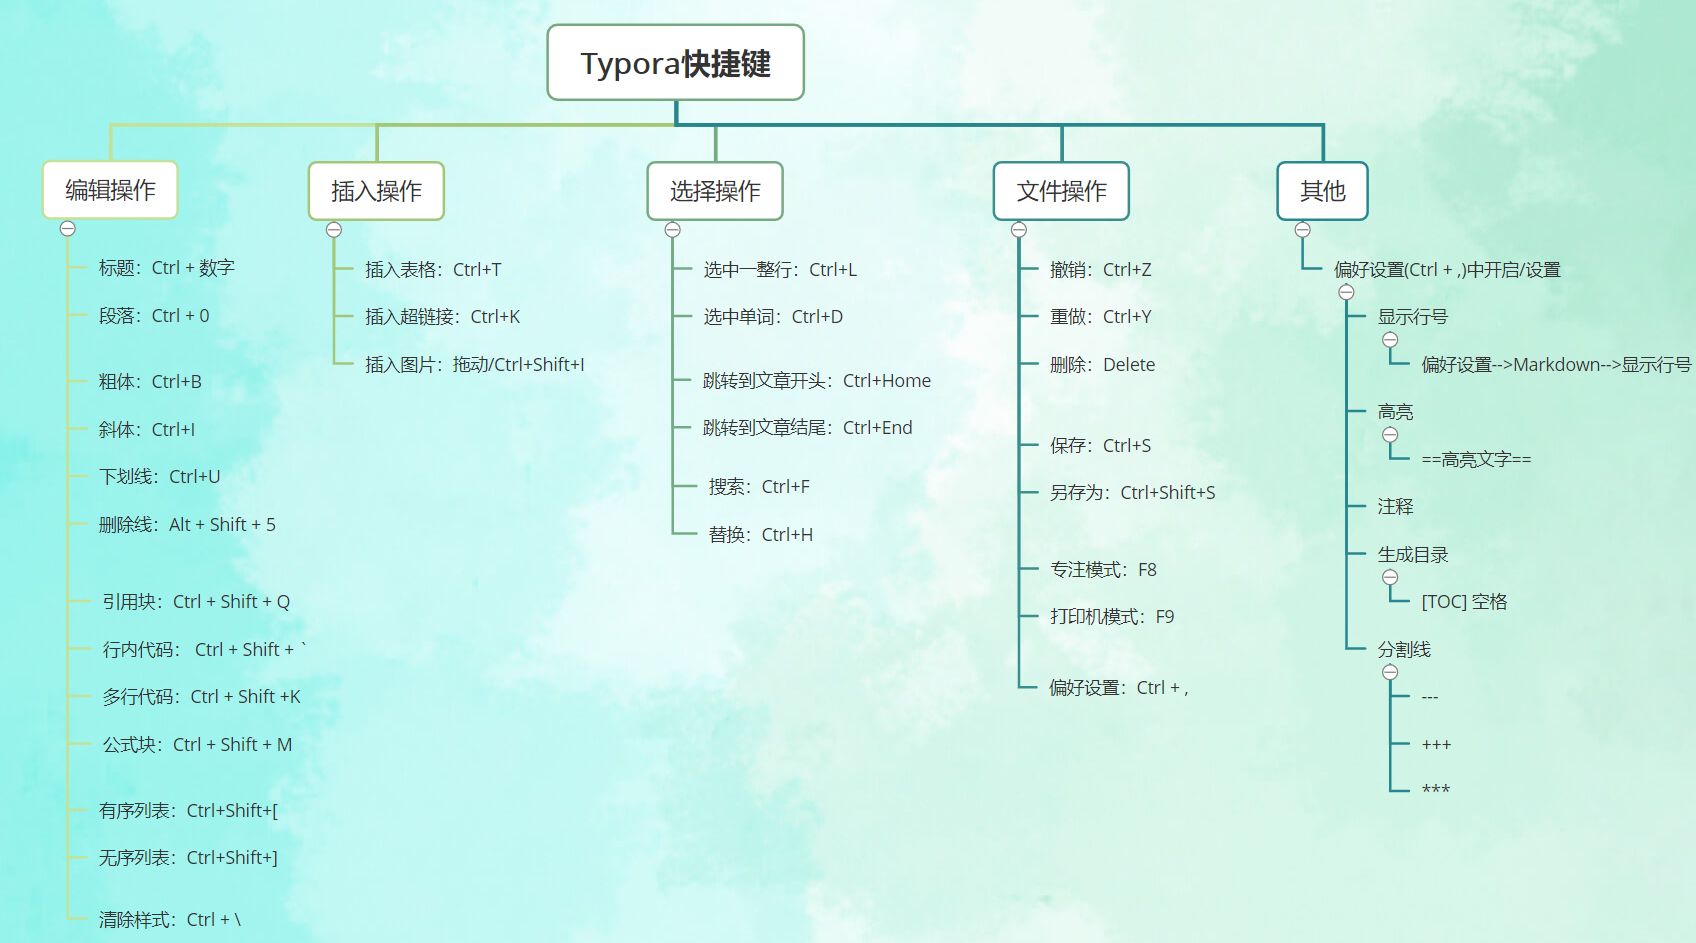 Typora快捷键
编辑操作
标题：Ctrl + 数字
段落：Ctrl + 0
粗体：Ctrl+B
斜体：Ctrl+I
下划线：Ctrl+U
删除线：Alt + Shift + 5
引用块：Ctrl + Shift + Q
行内代码： Ctrl + Shift + `
多行代码：Ctrl + Shift +K
公式块：Ctrl + Shift + M
有序列表：Ctrl+Shift+[
无序列表：Ctrl+Shift+]
清除样式：Ctrl + \
插入操作
插入表格：Ctrl+T
插入超链接：Ctrl+K
插入图片：拖动/Ctrl+Shift+I
选择操作
选中一整行：Ctrl+L
选中单词：Ctrl+D
跳转到文章开头：Ctrl+Home
跳转到文章结尾：Ctrl+End
搜索：Ctrl+F
替换：Ctrl+H
文件操作
撤销：Ctrl+Z
重做：Ctrl+Y
删除：Delete
保存：Ctrl+S
另存为：Ctrl+Shift+S
专注模式：F8
打印机模式：F9
偏好设置：Ctrl + ,
其他
偏好设置(Ctrl + ,)中开启/设置
显示行号
偏好设置-->Markdown-->显示行号
高亮
==高亮文字==
注释
生成目录
[TOC] 空格
分割线
---
+++
***